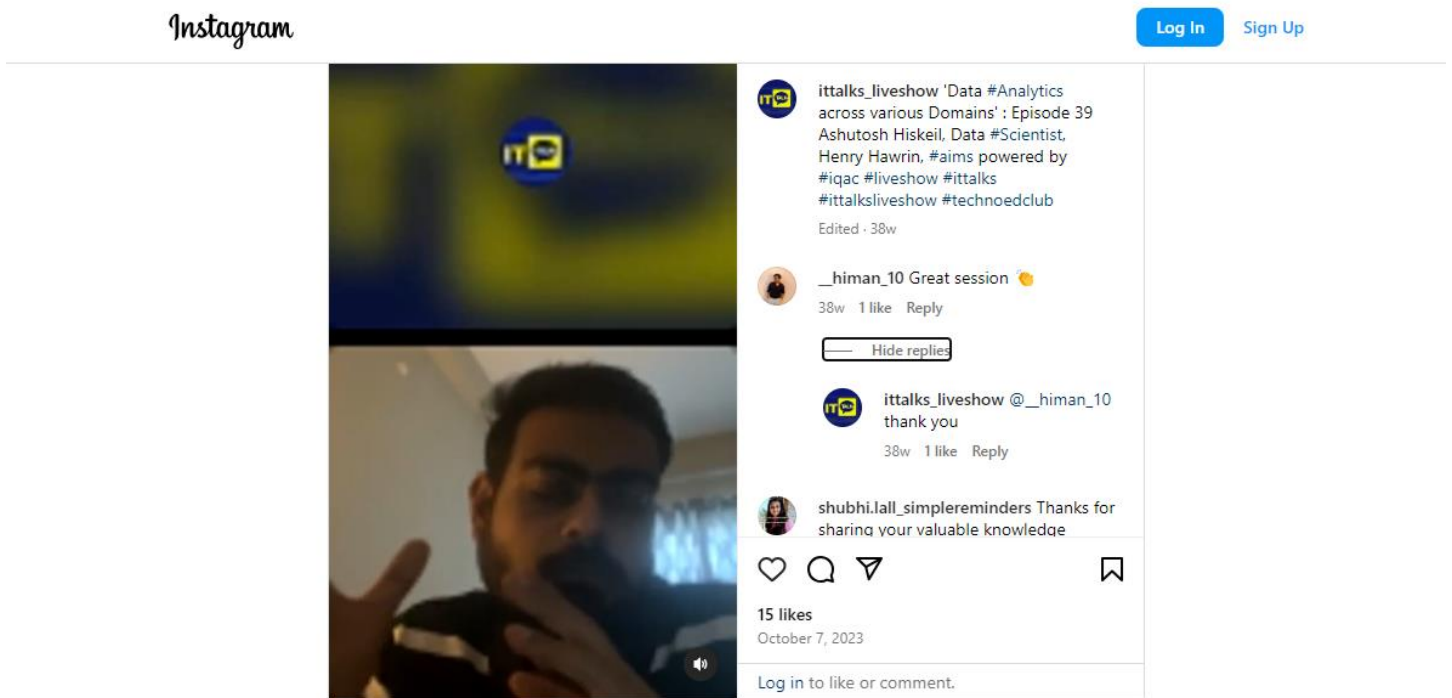 Instagram
Log In
Sign Up
IT
ittalks_liveshow 'Data #Analytics
across various Domains' : Episode 39
Ashutosh Hiskeil, Data #Scientist,
Henry Hawrin, #aims powered by
#iqac #liveshow #ittalks
#ittalksliveshow #technoedclub
Edited · 38w
__himan_10 Great session 👏
38w 1 like Reply
Hide replies
IT
ittalks_liveshow @__himan_10
thank you
38w 1 like Reply
shubhi.lall_simplereminders Thanks for
sharing your valuable knowledge
15 likes
October 7, 2023
Log in to like or comment.